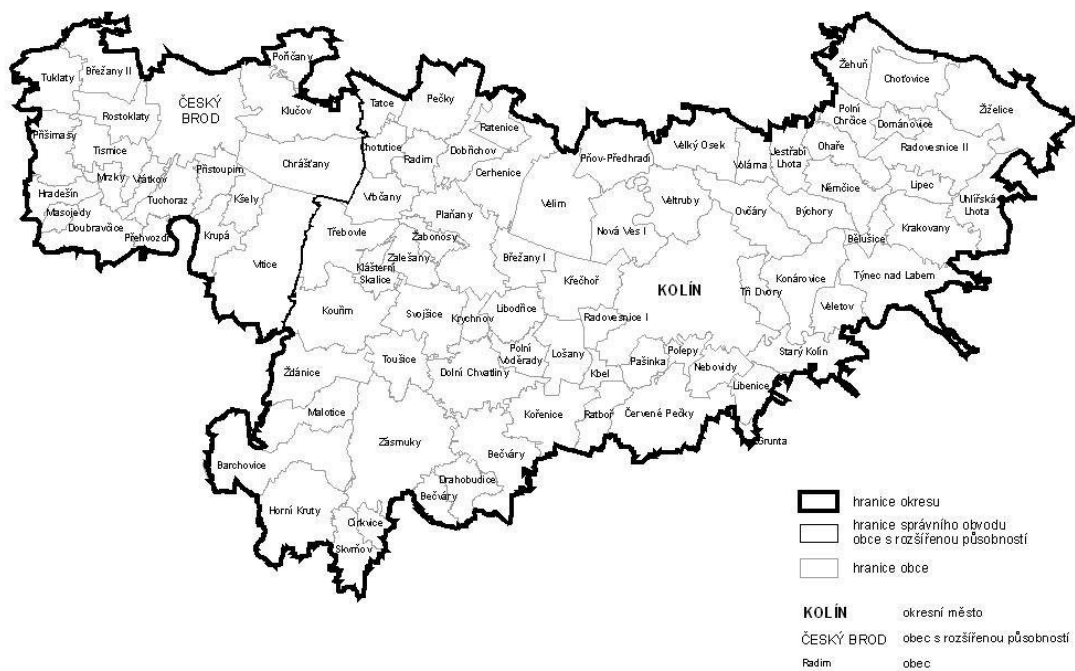 Poříčany
Žehuň
Choťovice
Tuklaty
Břežany II
ČESKÝ
BROD
Klučov
Tatce
Pečky
Žiželice
Rostoklaty
Polní
Chrčice
Dománovice
Přišimasy
Ratenice
Tismice
Chotutice
Radim
Dobřichov
Velký Osek
Jestřabí
Lhota
Ohaře
Radovesnice II
Chrášťany
Přistoupim
Cerhenice
Pňov-Předhradí
Volárna
Mrzky
Vrátkov
Němčice
Lipec
Hradešín
Tuchoraz
Kšely
Vrbčany
Velim
Veltruby
Ovčáry
Býchory
Uhlířská
Lhota
Masojedy
Doubravčice
Přehvozdí
Krupá
Plaňany
Třebovle
Žabonosy
Nová Ves I
Krakovany
Bělušice
Vitice
Klášterní
Skalice
Zalešany
Břežany I
Křečhoř
KOLÍN
Tři Dvory
Konárovice
Týnec nad Labem
Kouřim
Svojšice
Krychnov
Libodřice
Radovesnice I
Veletov
Toušice
Polní
Voděrady
Lošany
Pašinka
Polepy
Starý Kolín
Ždánice
Dolní Chvatliny
Kbel
Nebovidy
Libenice
Malotice
Kořenice
Ratboř
Červené Pečky
Zásmuky
Grunta
Barchovice
Bečváry
Drahobudice
Bečváry
Horní Kruty
Církvice
Skvrňov
hranice okresu
hranice správního obvodu
obce s rozšířenou působností
hranice obce
KOLÍN okresní město
ČESKÝ BROD obec s rozšířenou působností
Radim obec